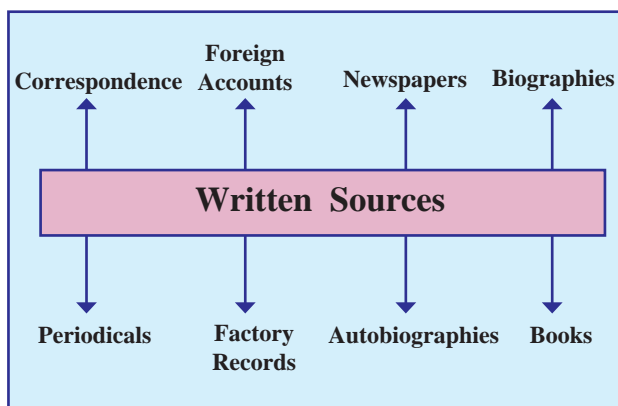 Correspondence
Foreign
Accounts
Newspapers
Biographies
Written Sources
Periodicals
Factory
Records
Autobiographies
Books